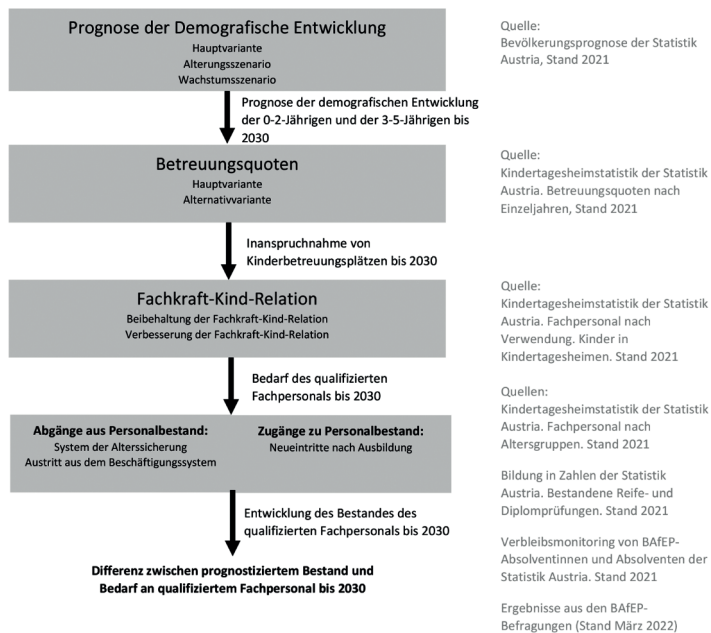 Prognose der Demografische Entwicklung
Hauptvariante
Alterungsszenario
Wachstumsszenario
Quelle:
Bevölkerungsprognose der Statistik
Austria, Stand 2021
Prognose der demografischen Entwicklung
der 0-2-Jährigen und der 3-5-Jährigen bis
2030
Betreuungsquoten
Hauptvariante
Alternativvariante
Quelle:
Kindertagesheimstatistik der Statistik
Austria. Betreuungsquoten nach
Einzeljahren, Stand 2021
Inanspruchnahme von
Kinderbetreuungsplätzen bis 2030
Fachkraft-Kind-Relation
Beibehaltung der Fachkraft-Kind-Relation
Verbesserung der Fachkraft-Kind-Relation
Quelle:
Kindertagesheimstatistik der Statistik
Austria. Fachpersonal nach
Verwendung. Kinder in
Kindertagesheimen. Stand 2021
Bedarf des qualifizierten
Fachpersonals bis 2030
Abgänge aus Personalbestand:
System der Alterssicherung
Austritt aus dem Beschäftigungssystem
Zugänge zu Personalbestand:
Neueintritte nach Ausbildung
Quellen:
Kindertagesheimstatistik der Statistik
Austria. Fachpersonal nach
Altersgruppen. Stand 2021
Bildung in Zahlen der Statistik
Austria. Bestandene Reife- und
Diplomprüfungen. Stand 2021
Verbleibsmonitoring von BAfEP-
Absolventinnen und Absolventen der
Statistik Austria. Stand 2021
Ergebnisse aus den BAfEP-
Befragungen (Stand März 2022)
Entwicklung des Bestandes des
qualifizierten Fachpersonals bis 2030
Differenz zwischen prognostiziertem Bestand und
Bedarf an qualifiziertem Fachpersonal bis 2030